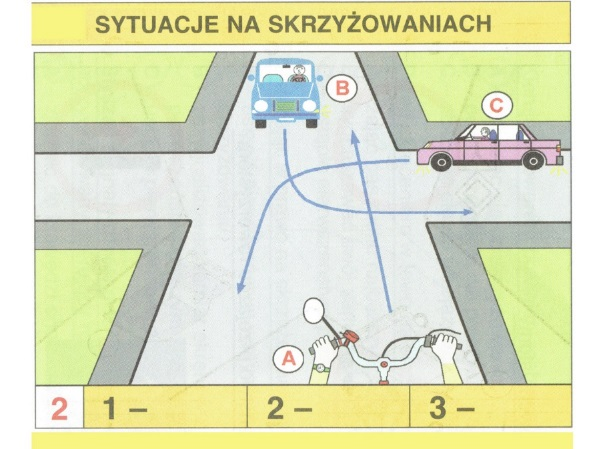 SYTUACJE NA SKRZYŻOWANIACH
B
C
A
2 1 – 2 – 3 –